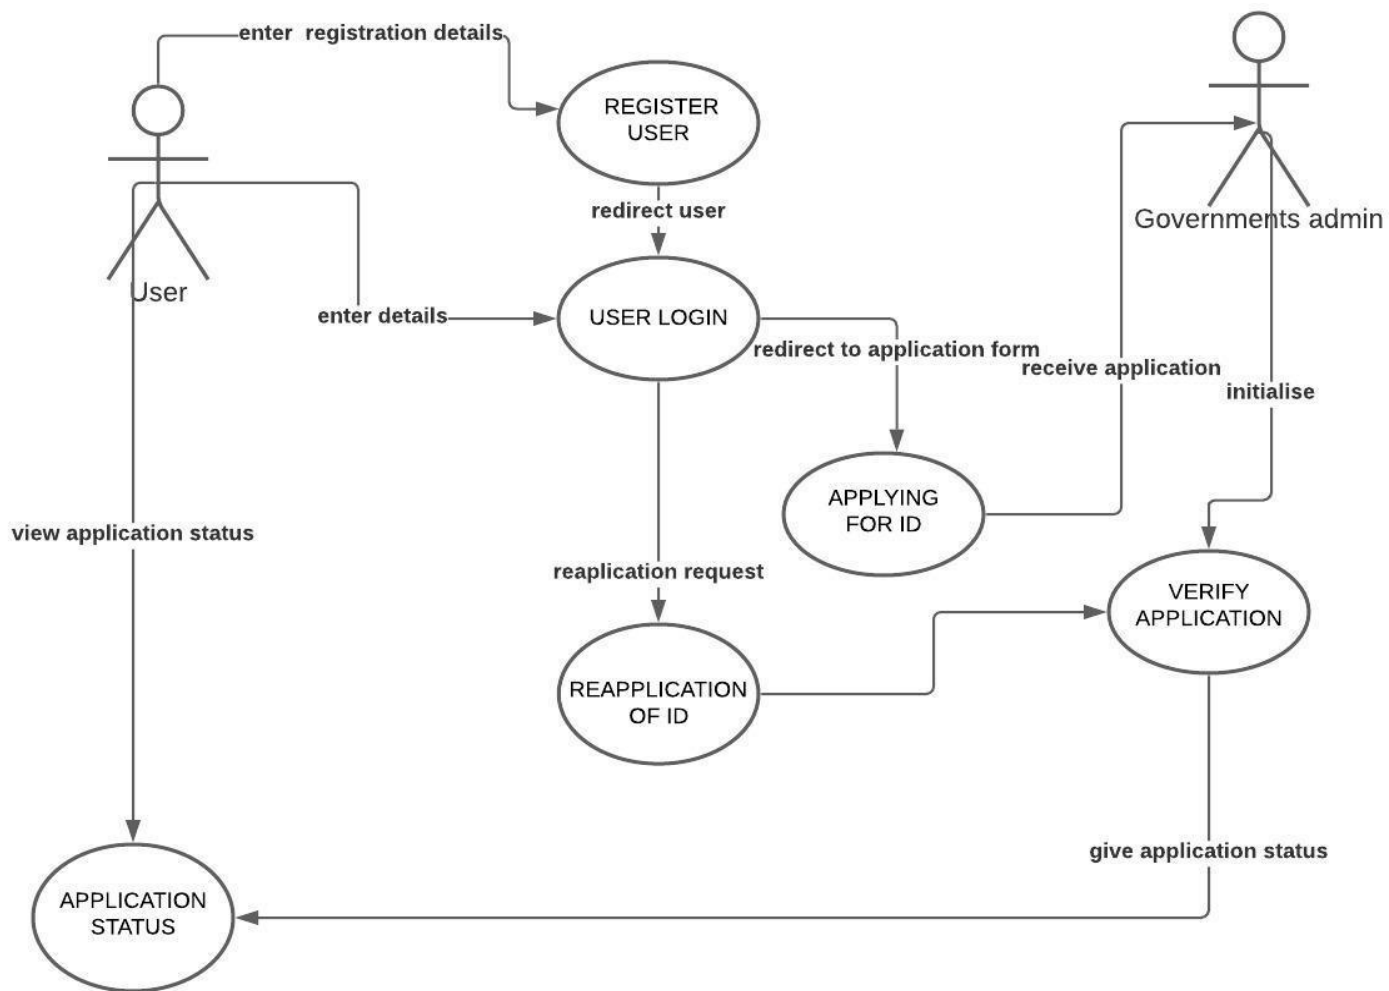 enter registration details
REGISTER
USER
redirect user
Governments admin
User
enter details
USER LOGIN
redirect to application form
receive application
initialise
APPLYING
FOR ID
view application status
reaplication request
VERIFY
APPLICATION
REAPPLICATION
OF ID
give application status
APPLICATION
STATUS